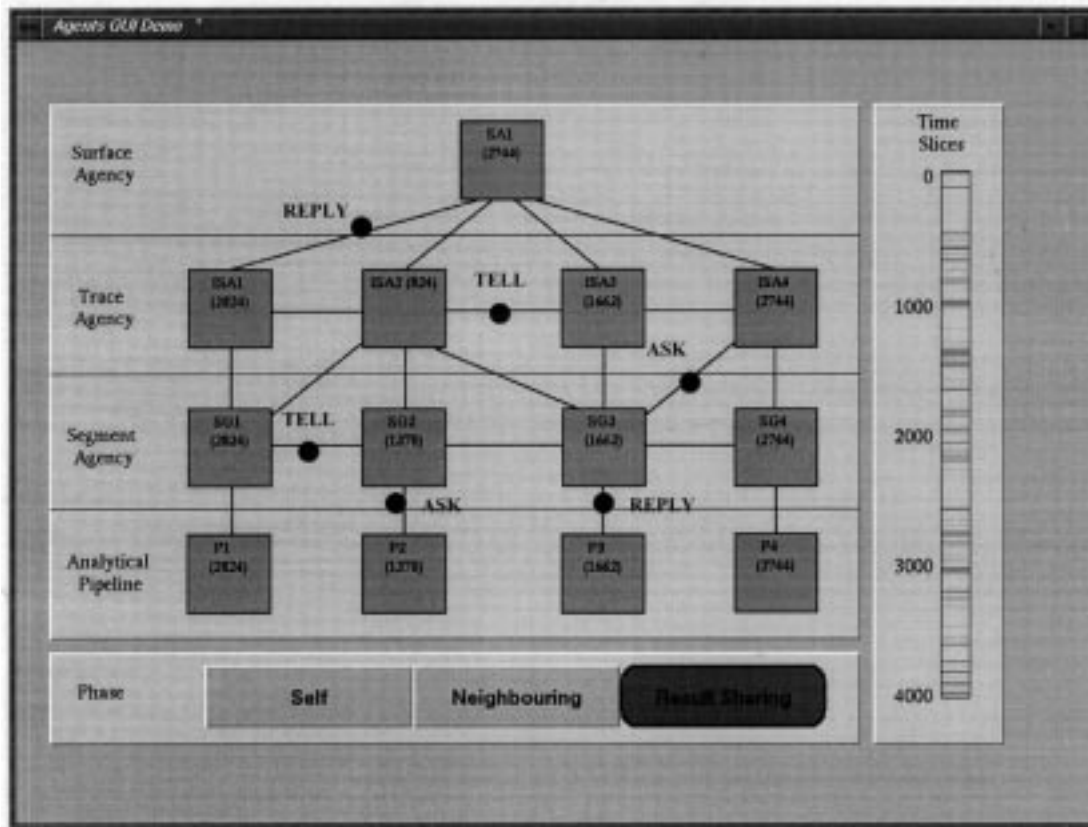 Agents GUI Demo
Surface
Agency
SA1
(2744)
REPLY
Trace
Agency
ISA1
(2824)
ISA2 (824)
TELL
ISA3
(1662)
ISA4
(2744)
ASK
Segment
Agency
SG1
(2824)
TELL
SG2
(1378)
SG3
(1662)
SG4
(2744)
ASK
REPLY
Analytical
Pipeline
P1
(2824)
P2
(1378)
P3
(1662)
P4
(2744)
Phase
Self
Neighbouring
Result Sharing
Time
Slices
0
1000
2000
3000
4000